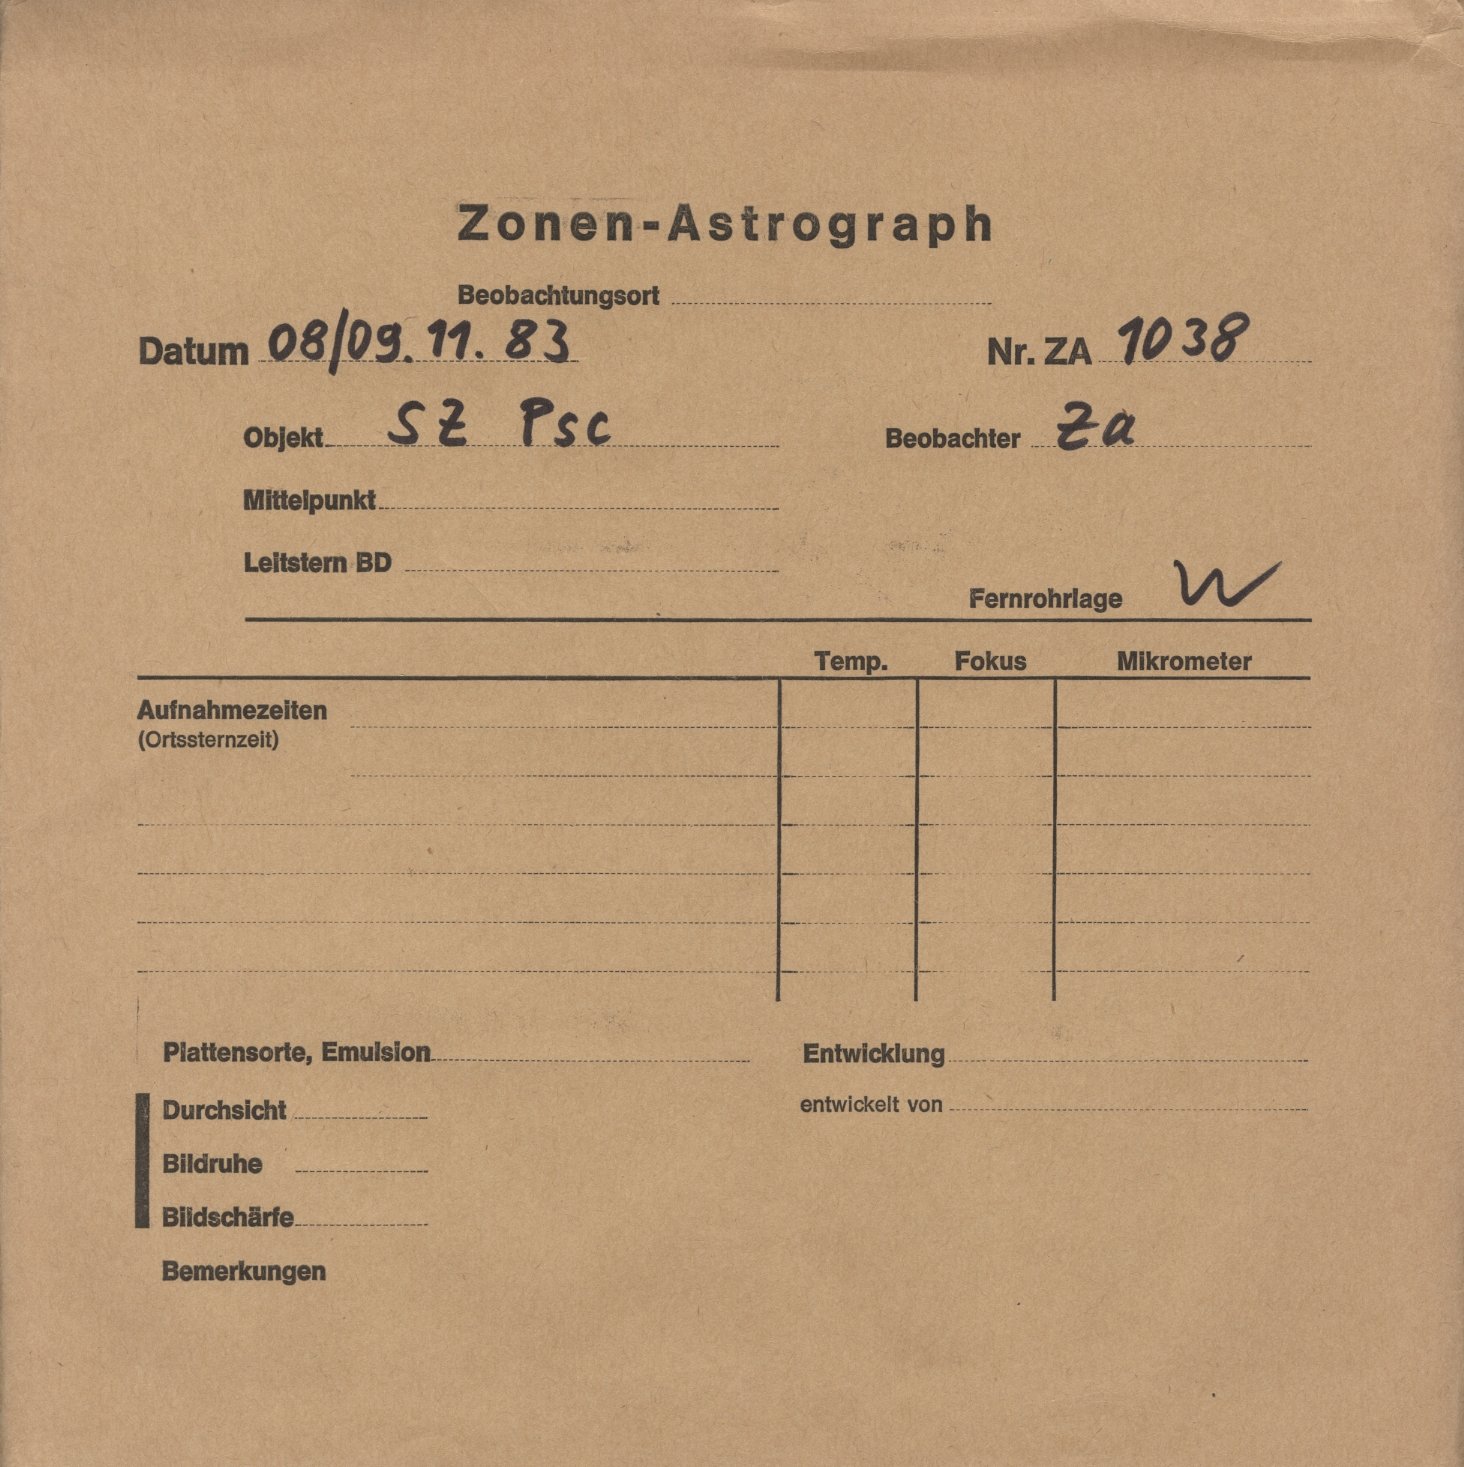 Zonen-Astrograph
Beobachtungsort
Datum 08/09.11.83 Nr. ZA 1038
Objekt SZ Psc Beobachter Za
Mittelpunkt
Leitstern BD
Fernrohrlage W
Temp. Fokus Mikrometer
Aufnahmezeiten
(Ortssternzeit)
Plattensorte, Emulsion Entwicklung
Durchsicht entwickelt von
Bildruhe
Bildschärfe
Bemerkungen